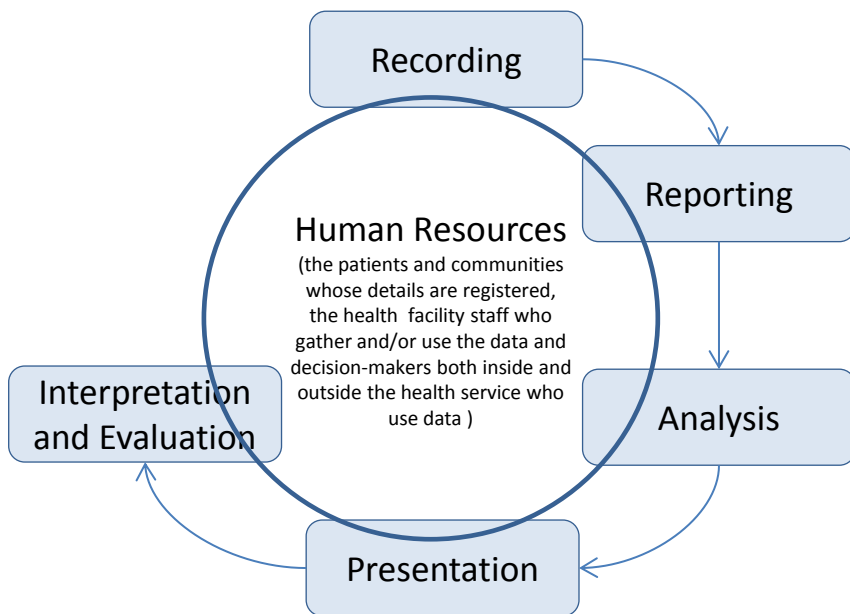 Recording
Reporting
Human Resources
(the patients and communities
whose details are registered,
the health  facility staff who
gather and/or use the data and
decision-makers both inside and
outside the health service who
use data )
Interpretation
and Evaluation
Analysis
Presentation